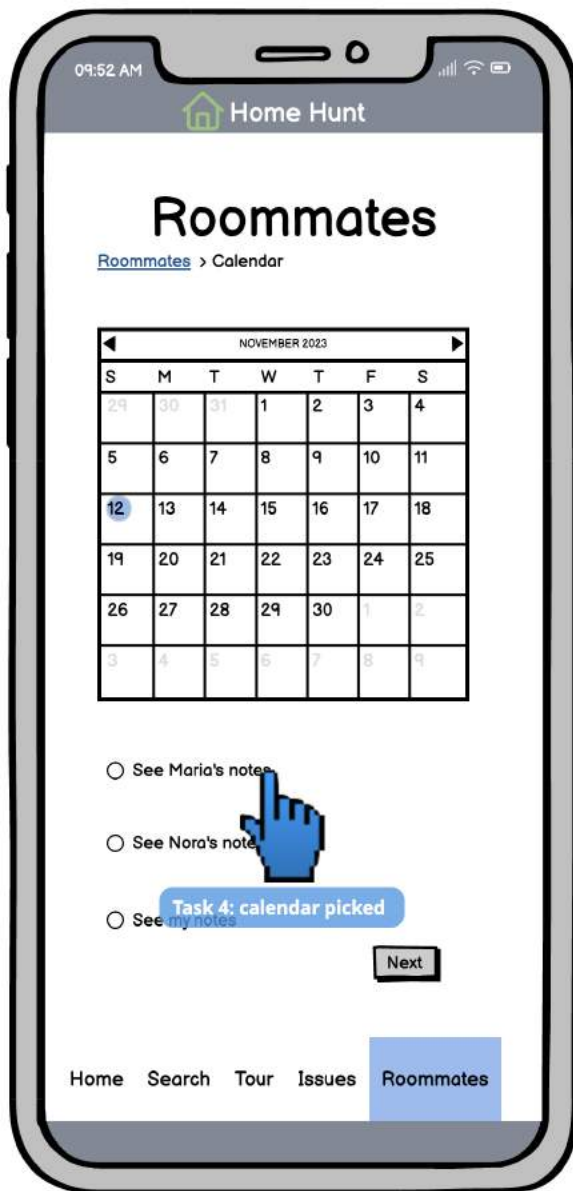 09:52 AM
Home Hunt
Roommates
Roommates > Calendar
NOVEMBER 2023
S M T W T F S
29 30 31 1 2 3 4
5 6 7 8 9 10 11
12 13 14 15 16 17 18
19 20 21 22 23 24 25
26 27 28 29 30 1 2
3 4 5 6 7 8 9
See Maria's notes
See Nora's note
Task 4: calendar picked
See my notes
Next
Home Search Tour Issues Roommates